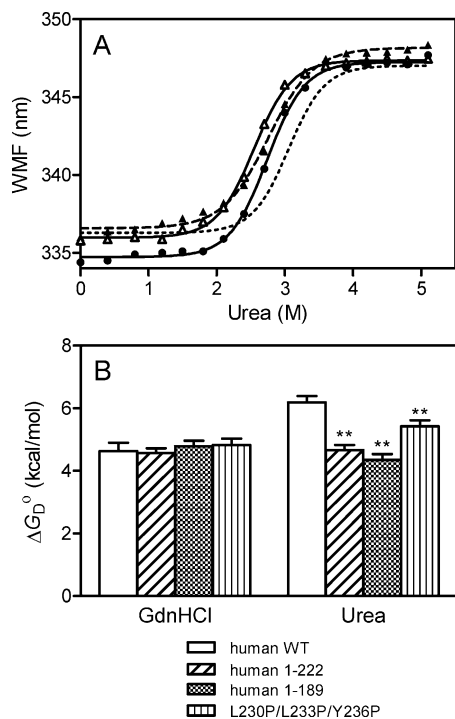 A
350
345
340
335
WMF (nm)
0 1 2 3 4 5
Urea (M)
B
8
6
4
2
0
ΔG_D° (kcal/mol)
** ** **
GdnHCl Urea
human WT
human 1-222
human 1-189
L230P/L233P/Y236P